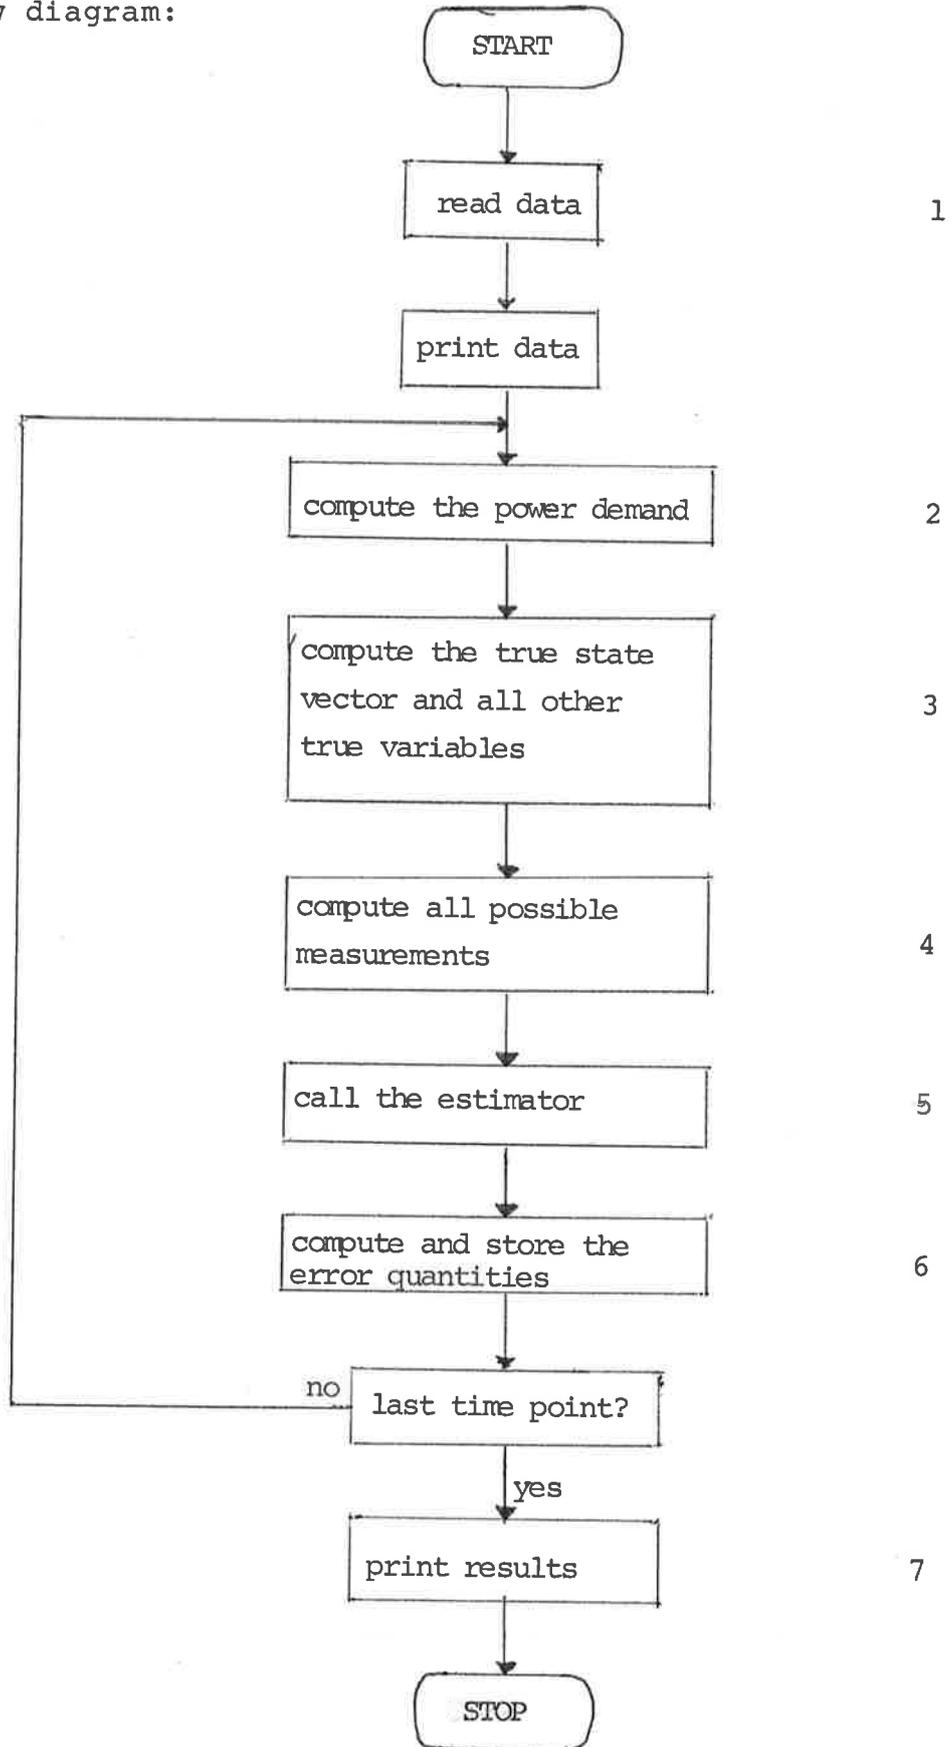 diagram:
START
read data
1
print data
compute the power demand
2
compute the true state
vector and all other
true variables
3
compute all possible
measurements
4
call the estimator
5
compute and store the
error quantities
6
no
last time point?
yes
print results
7
STOP